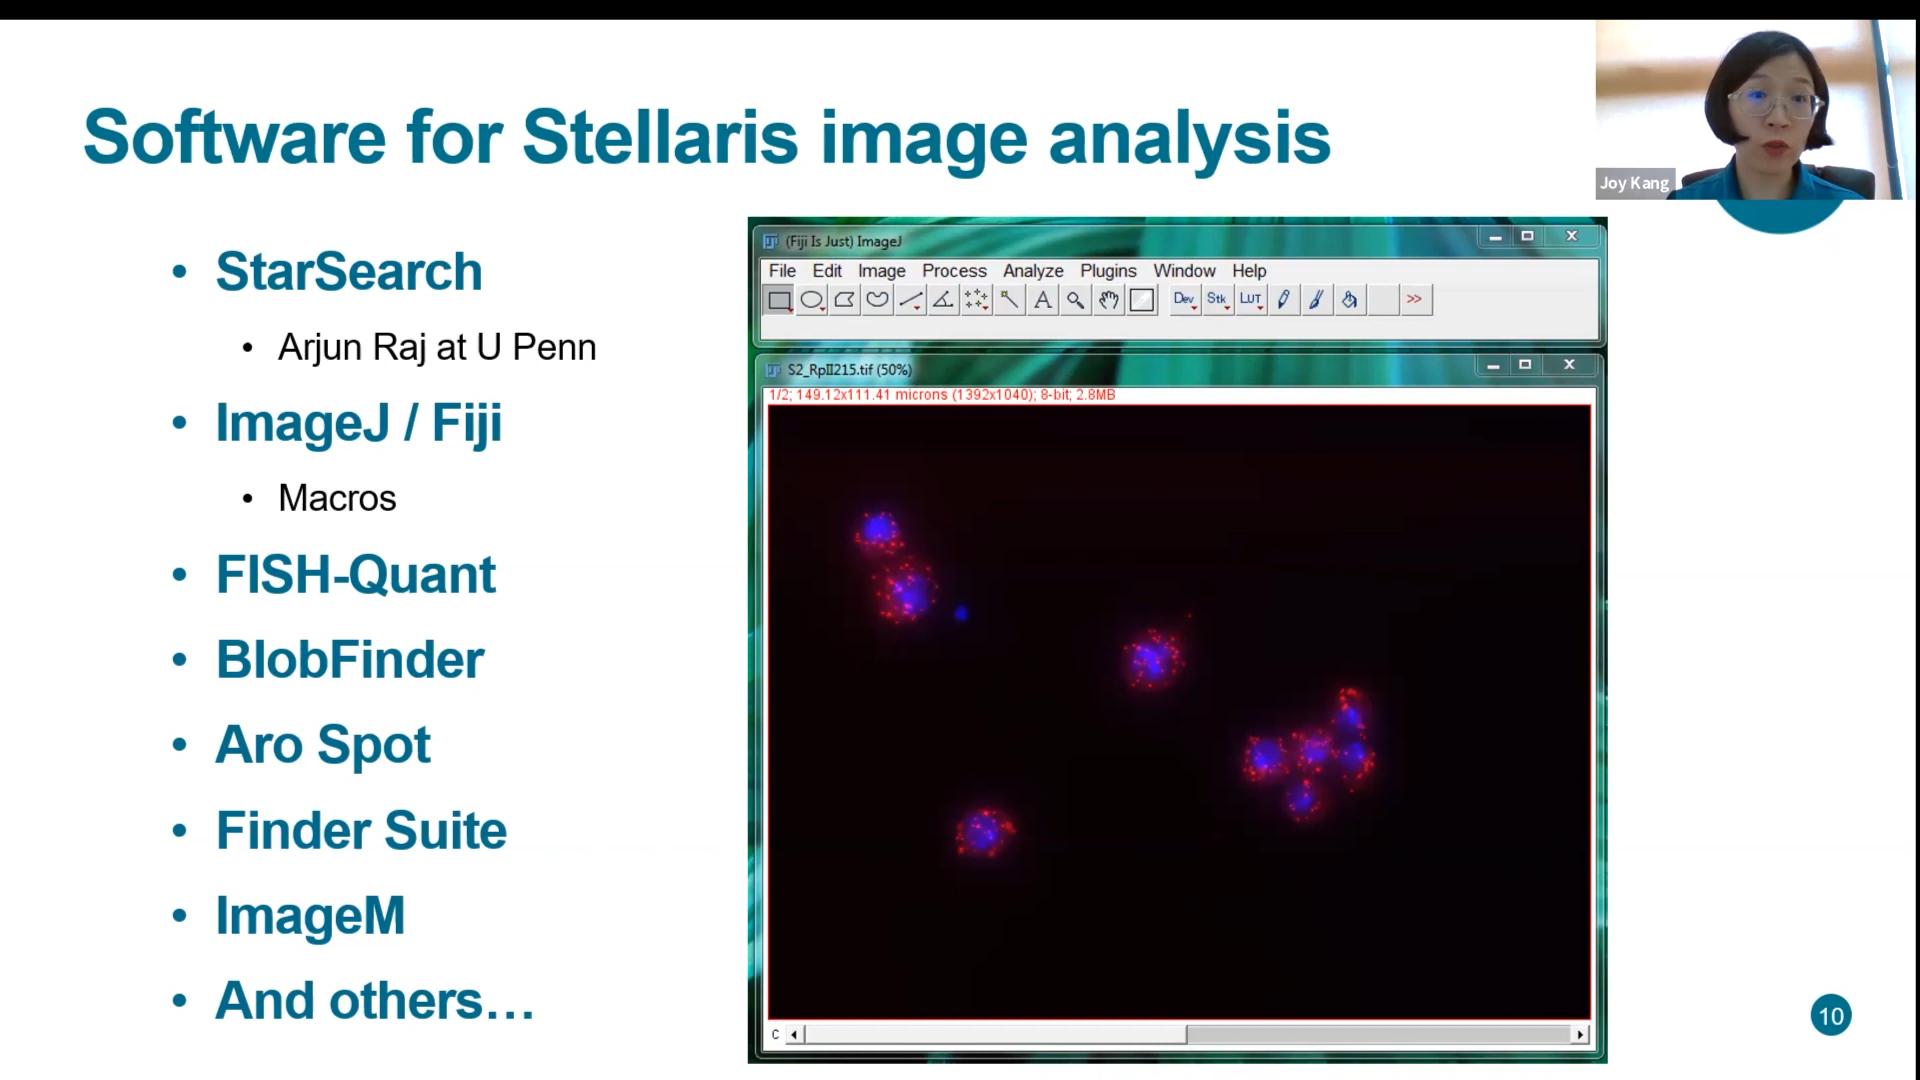 Software for Stellaris image analysis
Joy Kang
• StarSearch
• Arjun Raj at U Penn
• ImageJ / Fiji
• Macros
• FISH-Quant
• BlobFinder
• Aro Spot
• Finder Suite
• ImageM
• And others…
(Fiji Is Just) ImageJ
File Edit Image Process Analyze Plugins Window Help
A Dev Stk LUT >>
S2_RpII215.tif (50%)
1/2; 149.12x111.41 microns (1392x1040); 8-bit; 2.8MB
C
10